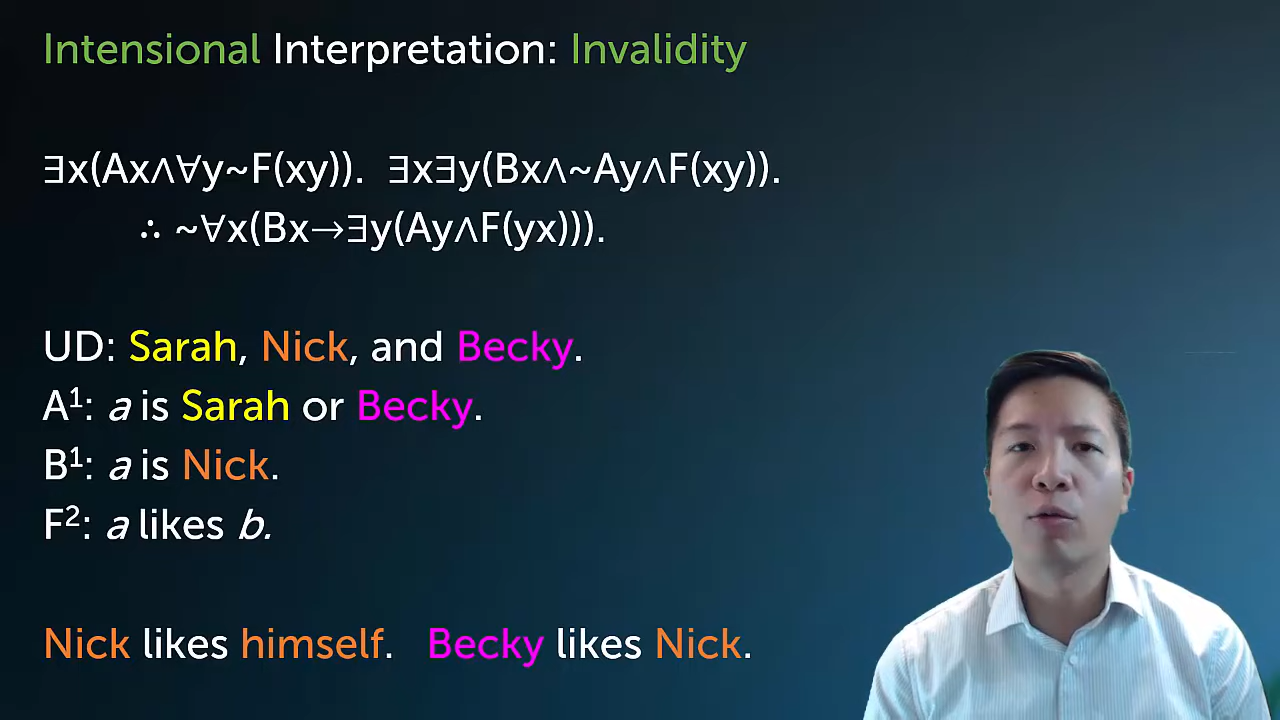 Intensional Interpretation: Invalidity
∃x(Ax∧∀y~F(xy)). ∃x∃y(Bx∧~Ay∧F(xy)).
∴ ~∀x(Bx→∃y(Ay∧F(yx))).
UD: Sarah, Nick, and Becky.
A¹: a is Sarah or Becky.
B¹: a is Nick.
F²: a likes b.
Nick likes himself. Becky likes Nick.